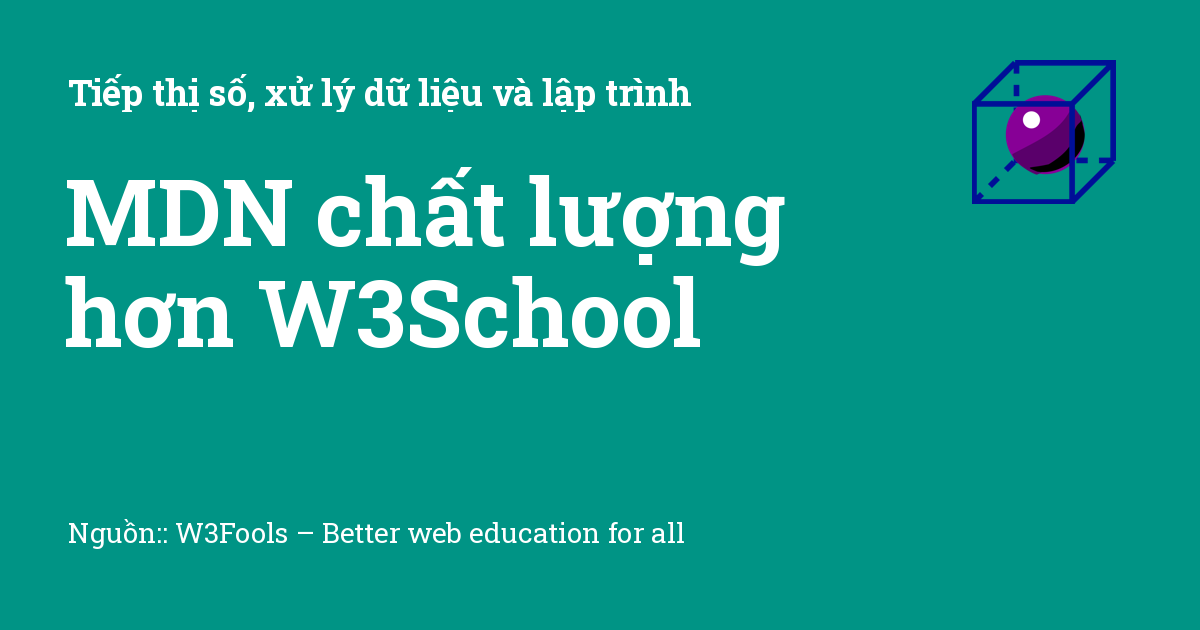 Tiếp thị số, xử lý dữ liệu và lập trình
MDN chất lượng
hơn W3School
Nguồn:: W3Fools – Better web education for all